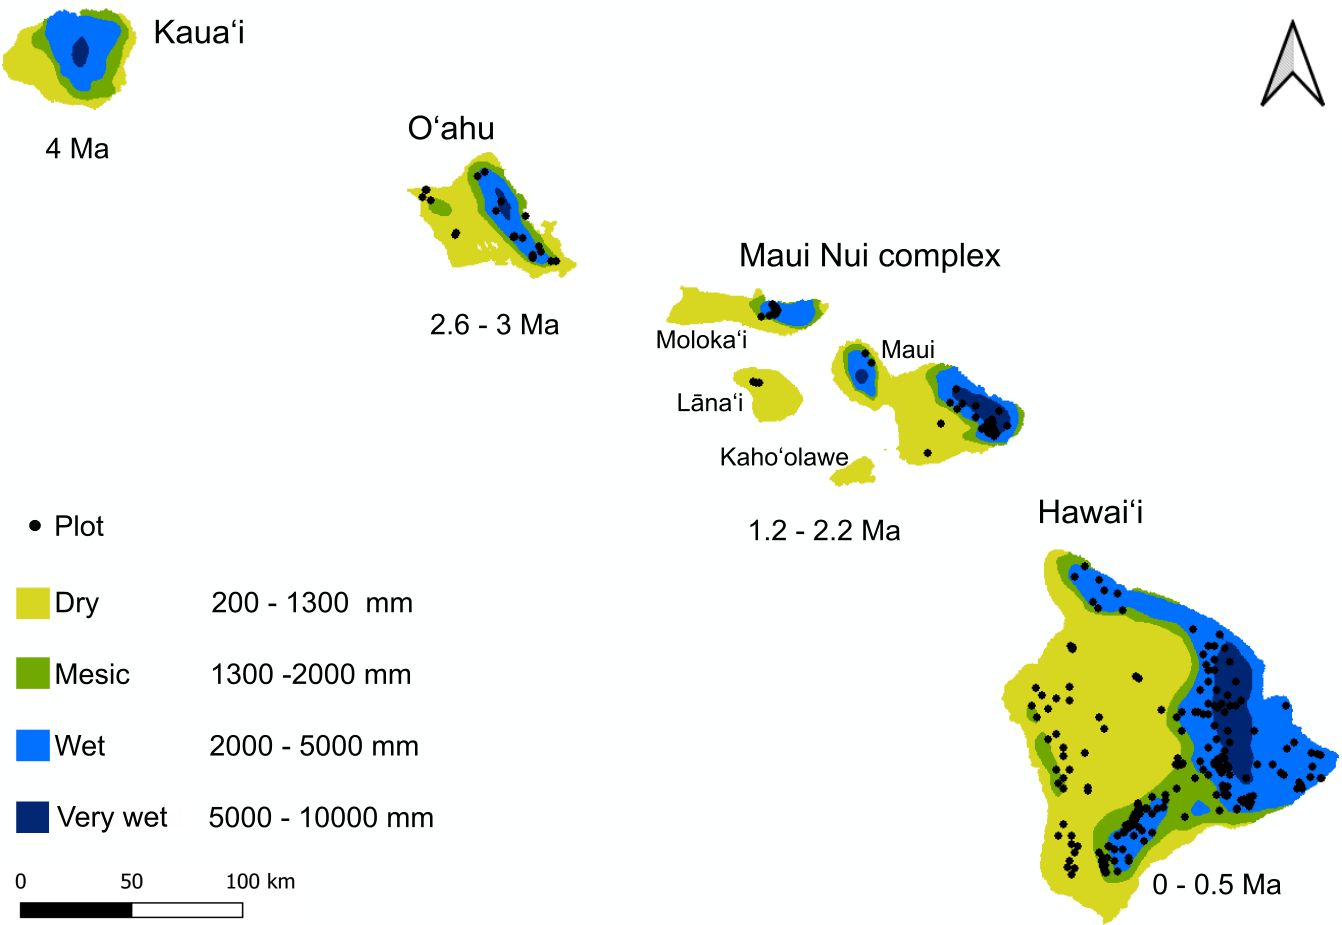 Kauaʻi
4 Ma
Oʻahu
2.6 - 3 Ma
Maui Nui complex
Molokaʻi
Maui
Lānaʻi
Kahoʻolawe
1.2 - 2.2 Ma
Hawaiʻi
0 - 0.5 Ma
Plot
Dry 200 - 1300 mm
Mesic 1300 -2000 mm
Wet 2000 - 5000 mm
Very wet 5000 - 10000 mm
0 50 100 km